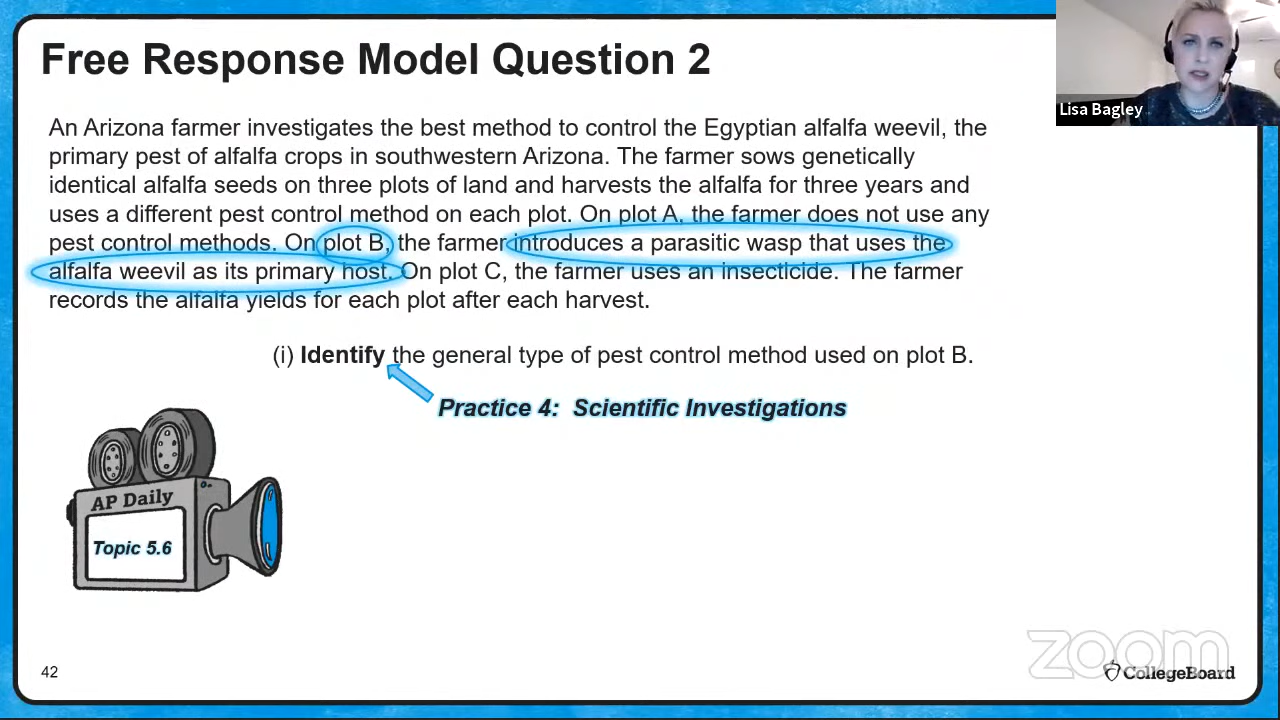 Free Response Model Question 2
Lisa Bagley
An Arizona farmer investigates the best method to control the Egyptian alfalfa weevil, the
primary pest of alfalfa crops in southwestern Arizona. The farmer sows genetically
identical alfalfa seeds on three plots of land and harvests the alfalfa for three years and
uses a different pest control method on each plot. On plot A, the farmer does not use any
pest control methods. On plot B, the farmer introduces a parasitic wasp that uses the
alfalfa weevil as its primary host. On plot C, the farmer uses an insecticide. The farmer
records the alfalfa yields for each plot after each harvest.
(i) Identify the general type of pest control method used on plot B.
Practice 4: Scientific Investigations
AP Daily
Topic 5.6
zoom
42
CollegeBoard